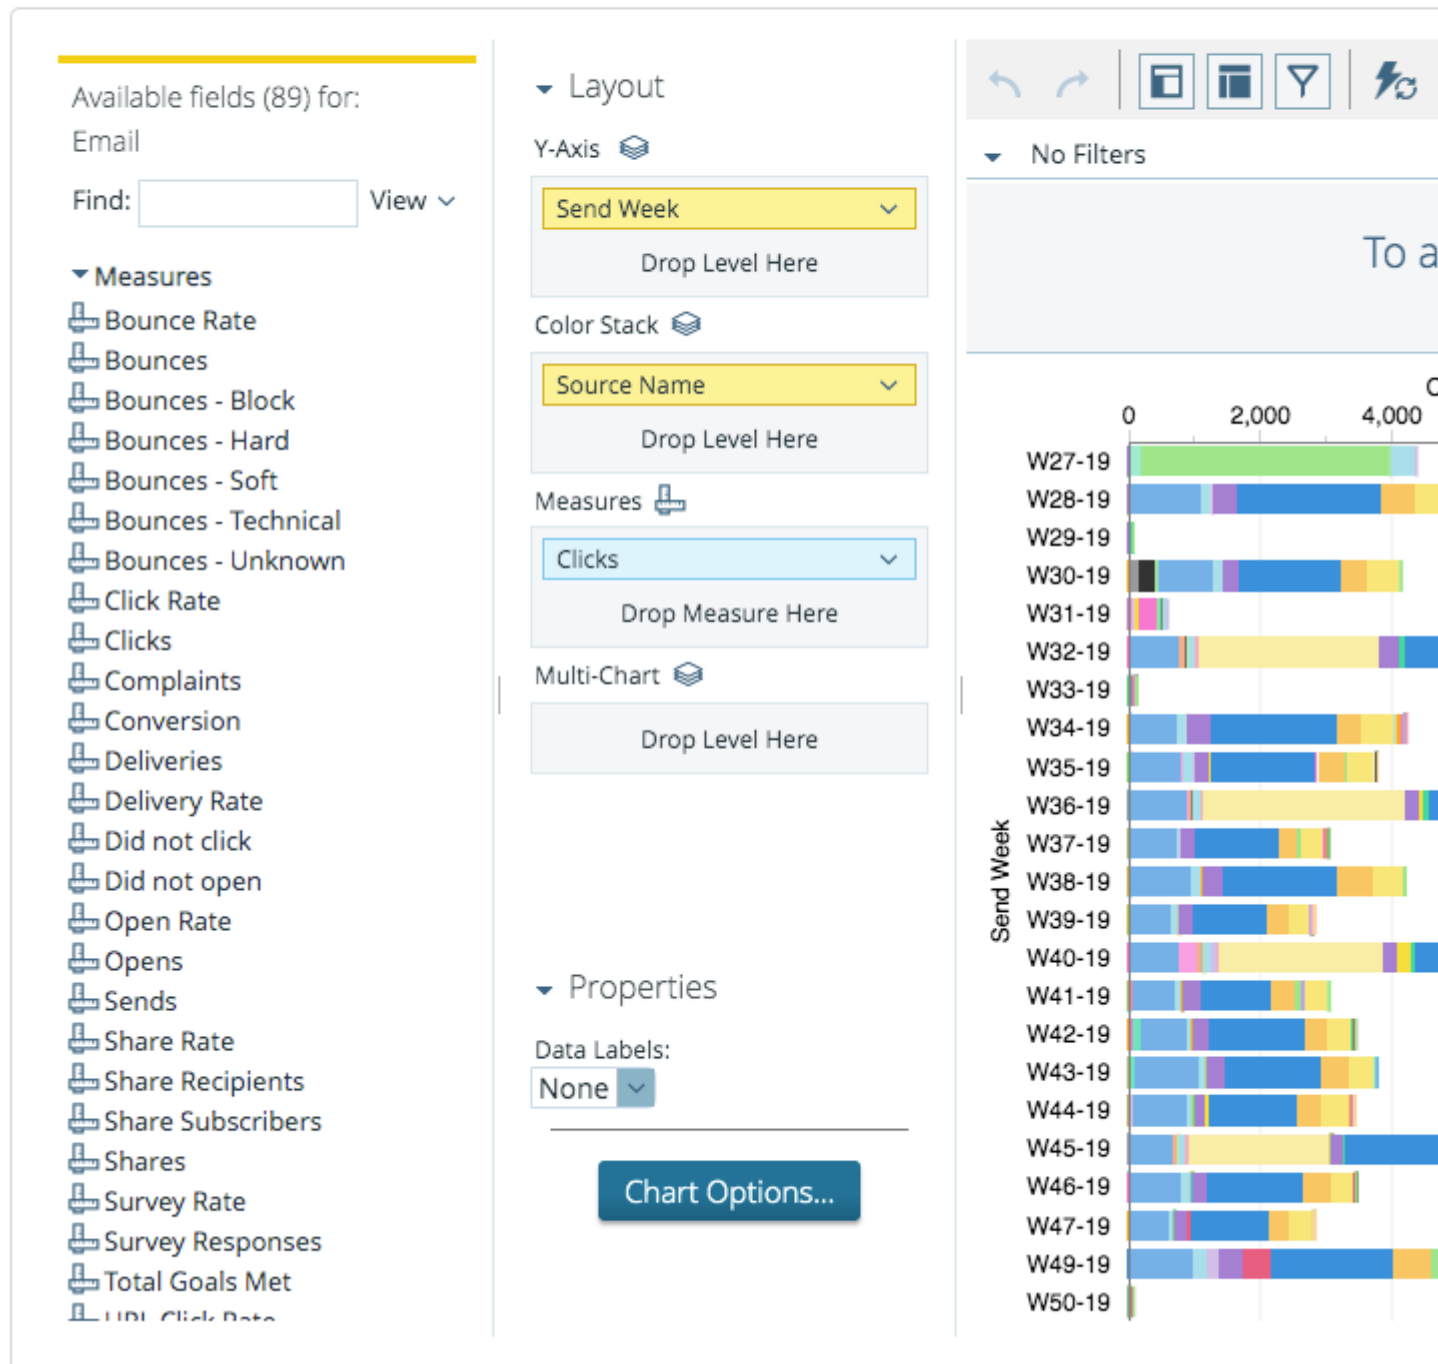 Available fields (89) for:
Email
Find:
View
Measures
Bounce Rate
Bounces
Bounces - Block
Bounces - Hard
Bounces - Soft
Bounces - Technical
Bounces - Unknown
Click Rate
Clicks
Complaints
Conversion
Deliveries
Delivery Rate
Did not click
Did not open
Open Rate
Opens
Sends
Share Rate
Share Recipients
Share Subscribers
Shares
Survey Rate
Survey Responses
Total Goals Met
URL Click Rate
Layout
Y-Axis
Send Week
Drop Level Here
Color Stack
Source Name
Drop Level Here
Measures
Clicks
Drop Measure Here
Multi-Chart
Drop Level Here
Properties
Data Labels:
None
Chart Options...
No Filters
To a
0 2,000 4,000
Send Week
W27-19
W28-19
W29-19
W30-19
W31-19
W32-19
W33-19
W34-19
W35-19
W36-19
W37-19
W38-19
W39-19
W40-19
W41-19
W42-19
W43-19
W44-19
W45-19
W46-19
W47-19
W49-19
W50-19